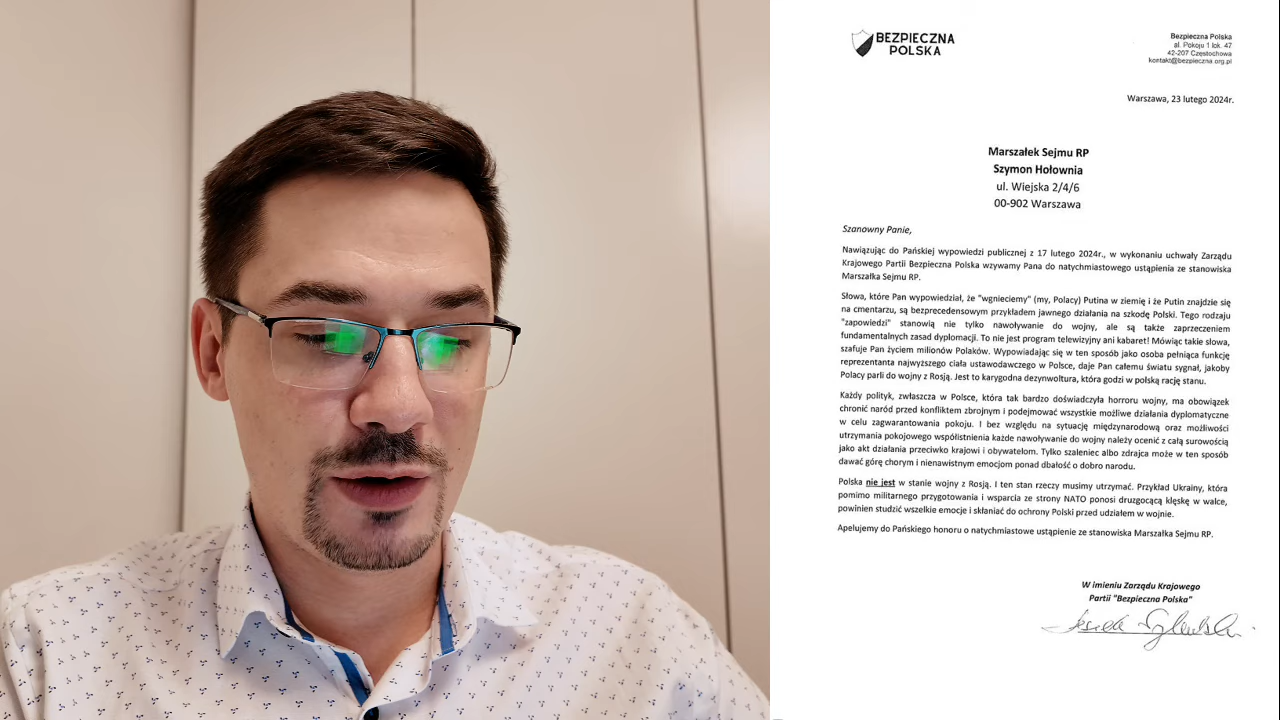 BEZPIECZNA
POLSKA
Bezpieczna Polska
al. Pokoju 1 lok. 47
42-207 Częstochowa
kontakt@bezpieczna.org.pl
Warszawa, 23 lutego 2024r.
Marszałek Sejmu RP
Szymon Hołownia
ul. Wiejska 2/4/6
00-902 Warszawa
Szanowny Panie,
Nawiązując do Pańskiej wypowiedzi publicznej z 17 lutego 2024r., w wykonaniu uchwały Zarządu
Krajowego Partii Bezpieczna Polska wzywamy Pana do natychmiastowego ustąpienia ze stanowiska
Marszałka Sejmu RP.
Słowa, które Pan wypowiedział, że "wgnieciemy" (my, Polacy) Putina w ziemię i że Putin znajdzie się
na cmentarzu, są bezprecedensowym przykładem jawnego działania na szkodę Polski. Tego rodzaju
"zapowiedzi" stanowią nie tylko nawoływanie do wojny, ale są także zaprzeczeniem
fundamentalnych zasad dyplomacji. To nie jest program telewizyjny ani kabaret! Mówiąc takie słowa,
szafuje Pan życiem milionów Polaków. Wypowiadając się w ten sposób jako osoba pełniąca funkcję
reprezentanta najwyższego ciała ustawodawczego w Polsce, daje Pan całemu światu sygnał, jakoby
Polacy parli do wojny z Rosją. Jest to karygodna dezynwoltura, która godzi w polską rację stanu.
Każdy polityk, zwłaszcza w Polsce, która tak bardzo doświadczyła horroru wojny, ma obowiązek
chronić naród przed konfliktem zbrojnym i podejmować wszystkie możliwe działania dyplomatyczne
w celu zagwarantowania pokoju. I bez względu na sytuację międzynarodową oraz możliwości
utrzymania pokojowego współistnienia każde nawoływanie do wojny należy ocenić z całą surowością
jako akt działania przeciwko krajowi i obywatelom. Tylko szaleniec albo zdrajca może w ten sposób
dawać górę chorym i nienawistnym emocjom ponad dbałość o dobro narodu.
Polska nie jest w stanie wojny z Rosją. I ten stan rzeczy musimy utrzymać. Przykład Ukrainy, która
pomimo militarnego przygotowania i wsparcia ze strony NATO ponosi druzgocącą klęskę w walce,
powinien studzić wszelkie emocje i skłaniać do ochrony Polski przed udziałem w wojnie.
Apelujemy do Pańskiego honoru o natychmiastowe ustąpienie ze stanowiska Marszałka Sejmu RP.
W imieniu Zarządu Krajowego
Partii "Bezpieczna Polska"